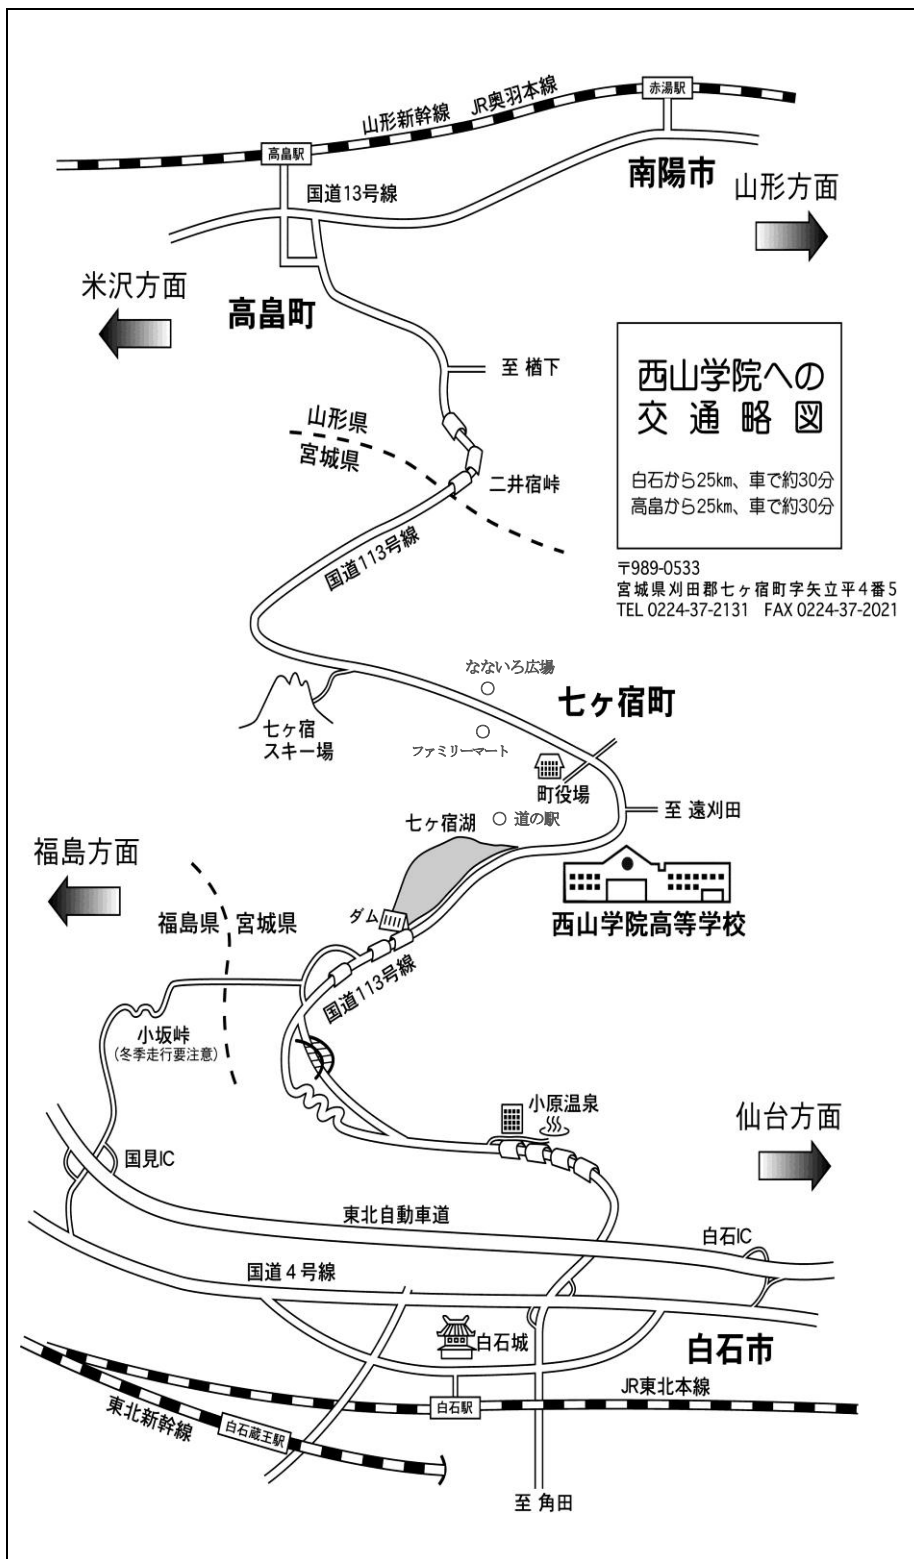 赤湯駅
山形新幹線 JR奥羽本線
高畠駅
南陽市
国道13号線
山形方面
米沢方面
高畠町
西山学院への
交通略図
白石から25km、車で約30分
高畠から25km、車で約30分
至 楢下
山形県
宮城県
二井宿峠
国道113号線
〒989-0533
宮城県刈田郡七ヶ宿町字矢立平4番5
TEL 0224-37-2131 FAX 0224-37-2021
なないろ広場
七ヶ宿町
七ヶ宿
スキー場
ファミリーマート
町役場
至 遠刈田
七ヶ宿湖
道の駅
福島方面
西山学院高等学校
ダム
福島県
宮城県
国道113号線
小坂峠
(冬季走行要注意)
小原温泉
仙台方面
国見IC
東北自動車道
白石IC
国道4号線
白石城
白石市
JR東北本線
白石駅
東北新幹線
白石蔵王駅
至 角田